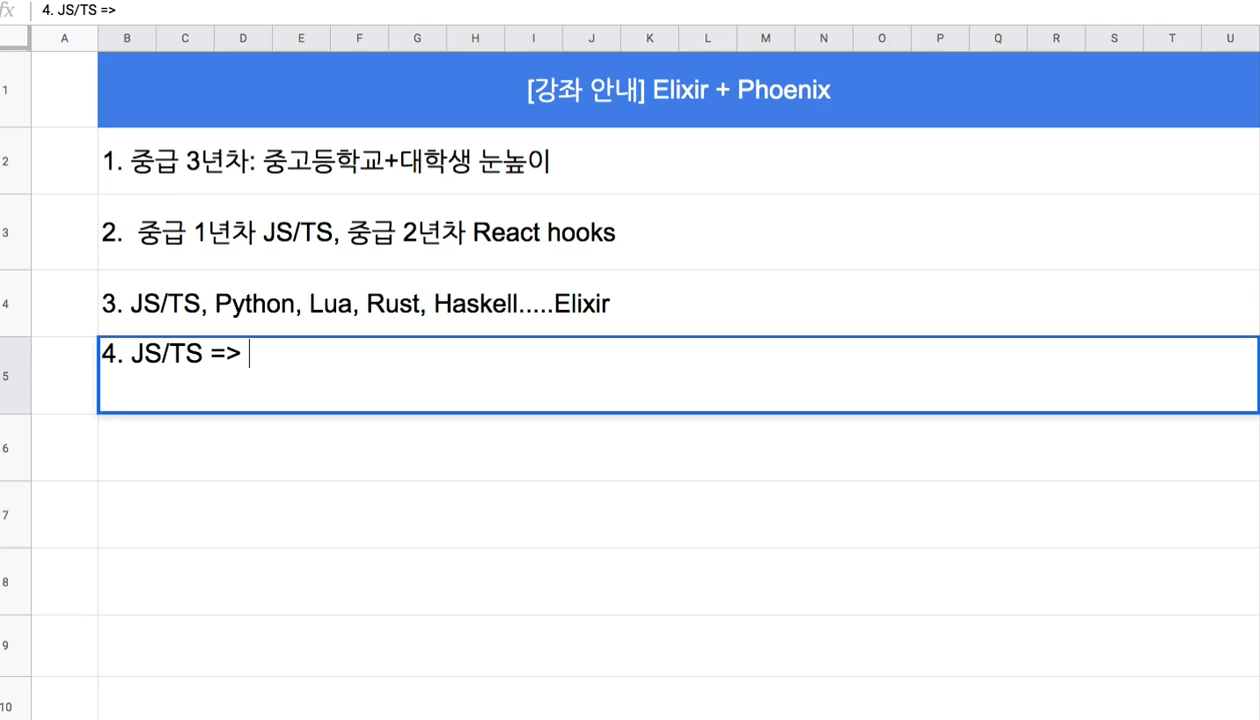 fx 4. JS/TS =>
A B C D E F G H I J K L M N O P Q R S T U
1 [강좌 안내] Elixir + Phoenix
2 1. 중급 3년차: 중고등학교+대학생 눈높이
3 2. 중급 1년차 JS/TS, 중급 2년차 React hooks
4 3. JS/TS, Python, Lua, Rust, Haskell.....Elixir
5 4. JS/TS =>
6
7
8
9
10